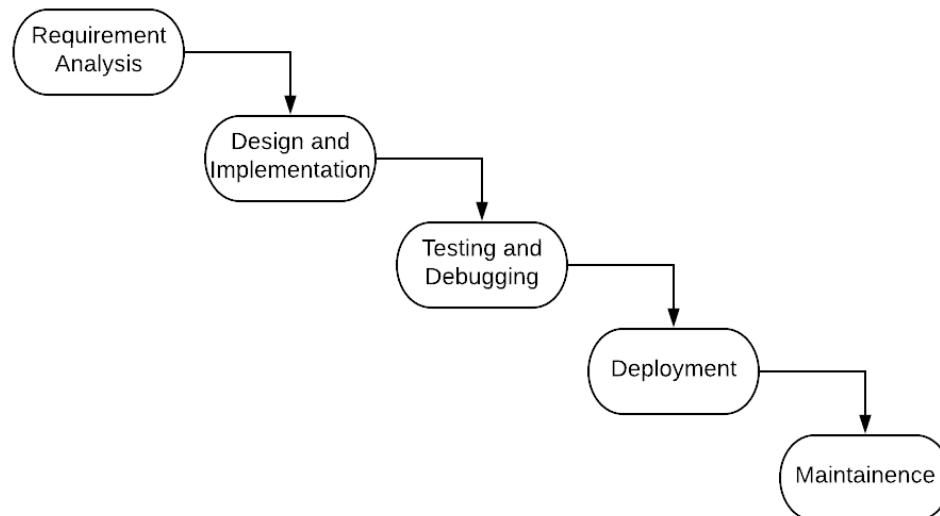 Requirement
Analysis
Design and
Implementation
Testing and
Debugging
Deployment
Maintainence